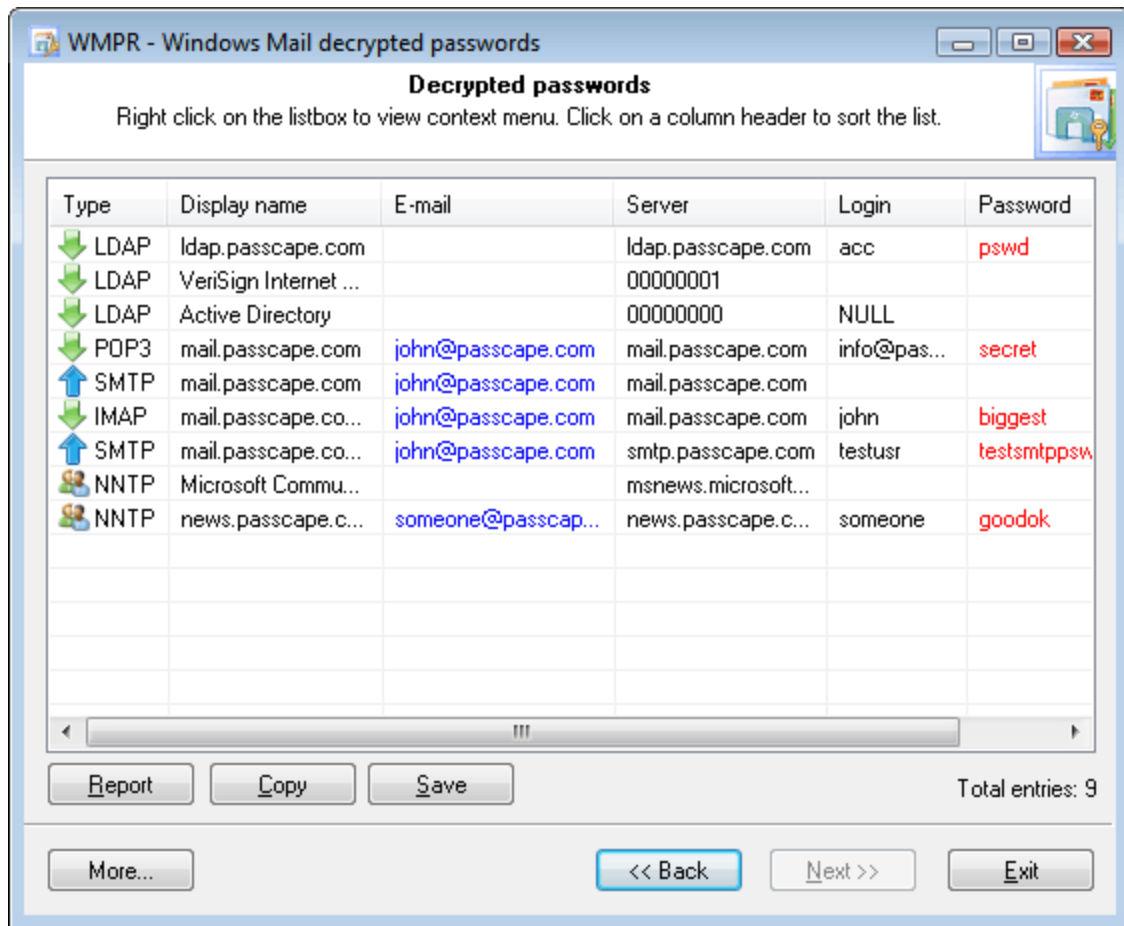 WMPR - Windows Mail decrypted passwords
Decrypted passwords
Right click on the listbox to view context menu. Click on a column header to sort the list.
Type Display name E-mail Server Login Password
LDAP ldap.passcape.com ldap.passcape.com acc pswd
LDAP VeriSign Internet ... 00000001
LDAP Active Directory 00000000 NULL
POP3 mail.passcape.com john@passcape.com mail.passcape.com info@pas... secret
SMTP mail.passcape.com john@passcape.com mail.passcape.com
IMAP mail.passcape.co... john@passcape.com mail.passcape.com john biggest
SMTP mail.passcape.co... john@passcape.com smtp.passcape.com testusr testsmtppsw
NNTP Microsoft Commu... msnews.microsoft...
NNTP news.passcape.c... someone@passcap... news.passcape.c... someone goodok
Report Copy Save Total entries: 9
More... << Back Next >> Exit